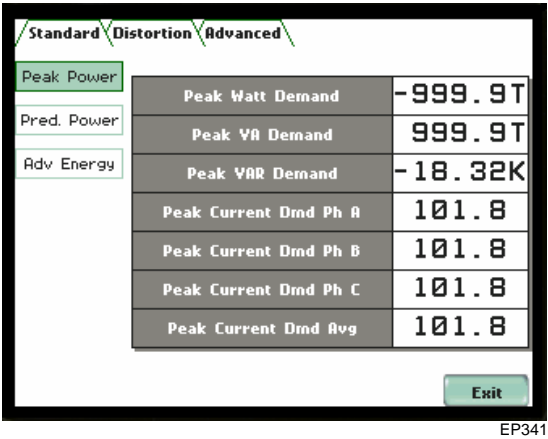 Standard Distortion Advanced
Peak Power
Pred. Power
Adv Energy
Peak Watt Demand -999.9T
Peak VA Demand 999.9T
Peak VAR Demand -18.32K
Peak Current Dmd Ph A 101.8
Peak Current Dmd Ph B 101.8
Peak Current Dmd Ph C 101.8
Peak Current Dmd Avg 101.8
Exit
EP341